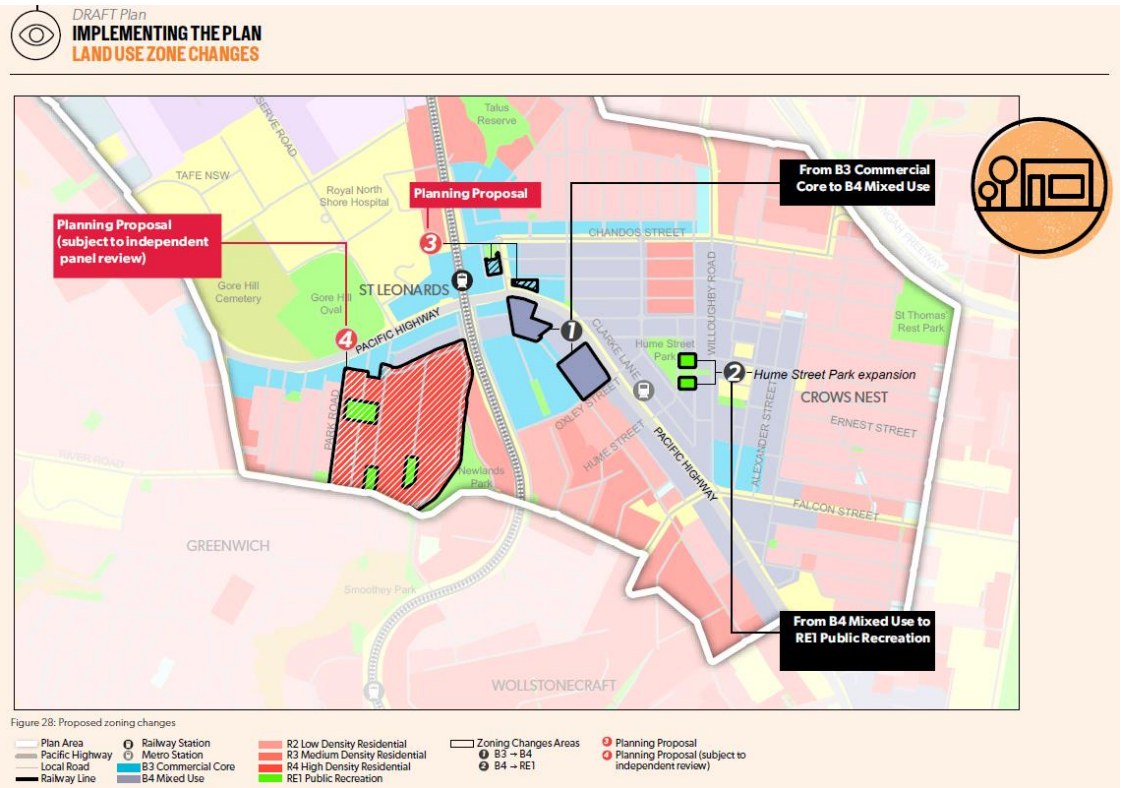 DRAFT Plan
IMPLEMENTING THE PLAN
LAND USE ZONE CHANGES
Talus
Reserve
SERVE ROAD
TAFE NSW
Royal North
Shore Hospital
Planning Proposal
From B3 Commercial
Core to B4 Mixed Use
Planning Proposal
(subject to independent
panel review)
3
CHANDOS STREET
Gore Hill
Cemetery
Gore Hill
Oval
ST LEONARDS
WILLOUGHBY ROAD
St Thomas'
Rest Park
4
PACIFIC HIGHWAY
1
CLARKE LANE
Hume Street
Park
2
Hume Street Park expansion
CROWS NEST
PARK ROAD
OXLEY STREET
ALEXANDER STREET
ERNEST STREET
HUME STREET
PACIFIC HIGHWAY
RIVER ROAD
Newlands
Park
FALCON STREET
GREENWICH
Smoothey Park
From B4 Mixed Use to
RE1 Public Recreation
WOLLSTONECRAFT
Figure 28: Proposed zoning changes
Plan Area
Pacific Highway
Local Road
Railway Line
Railway Station
Metro Station
B3 Commercial Core
B4 Mixed Use
R2 Low Density Residential
R3 Medium Density Residential
R4 High Density Residential
RE1 Public Recreation
Zoning Changes Areas
1 B3 → B4
2 B4 → RE1
3 Planning Proposal
4 Planning Proposal (subject to
independent review)